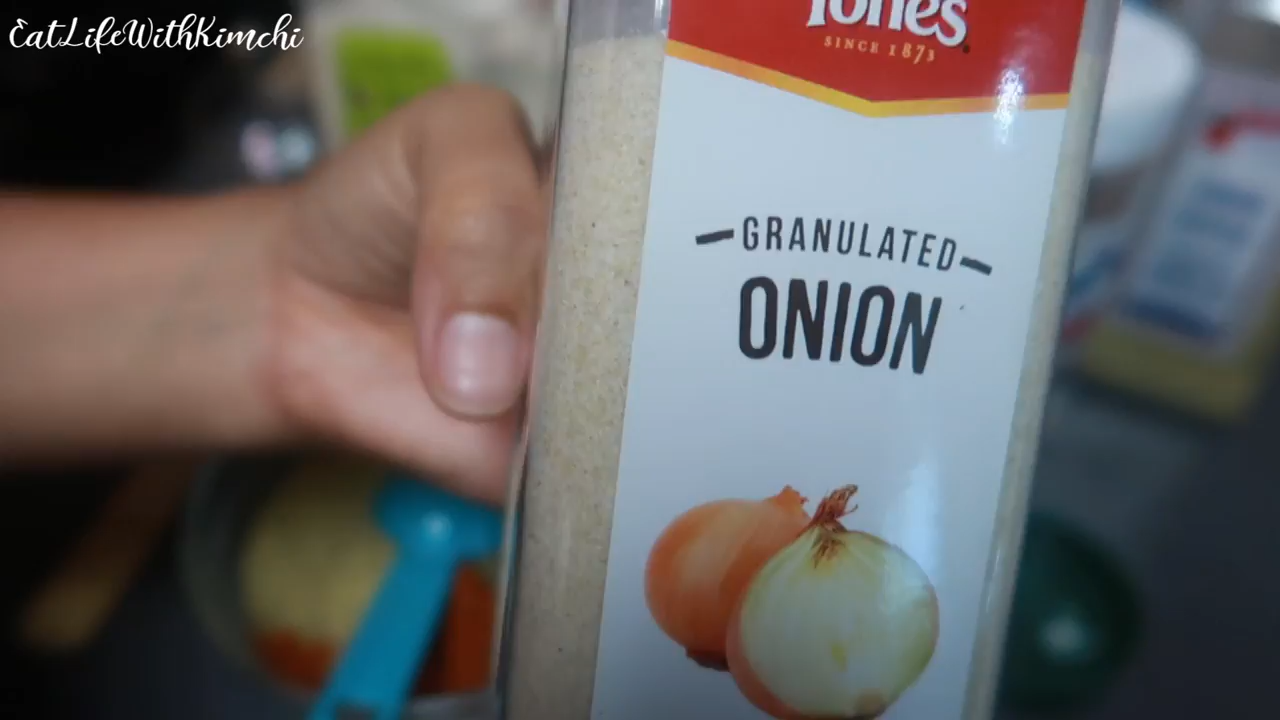 EatLifeWithKimchi
Tones
SINCE 1873
GRANULATED
ONION